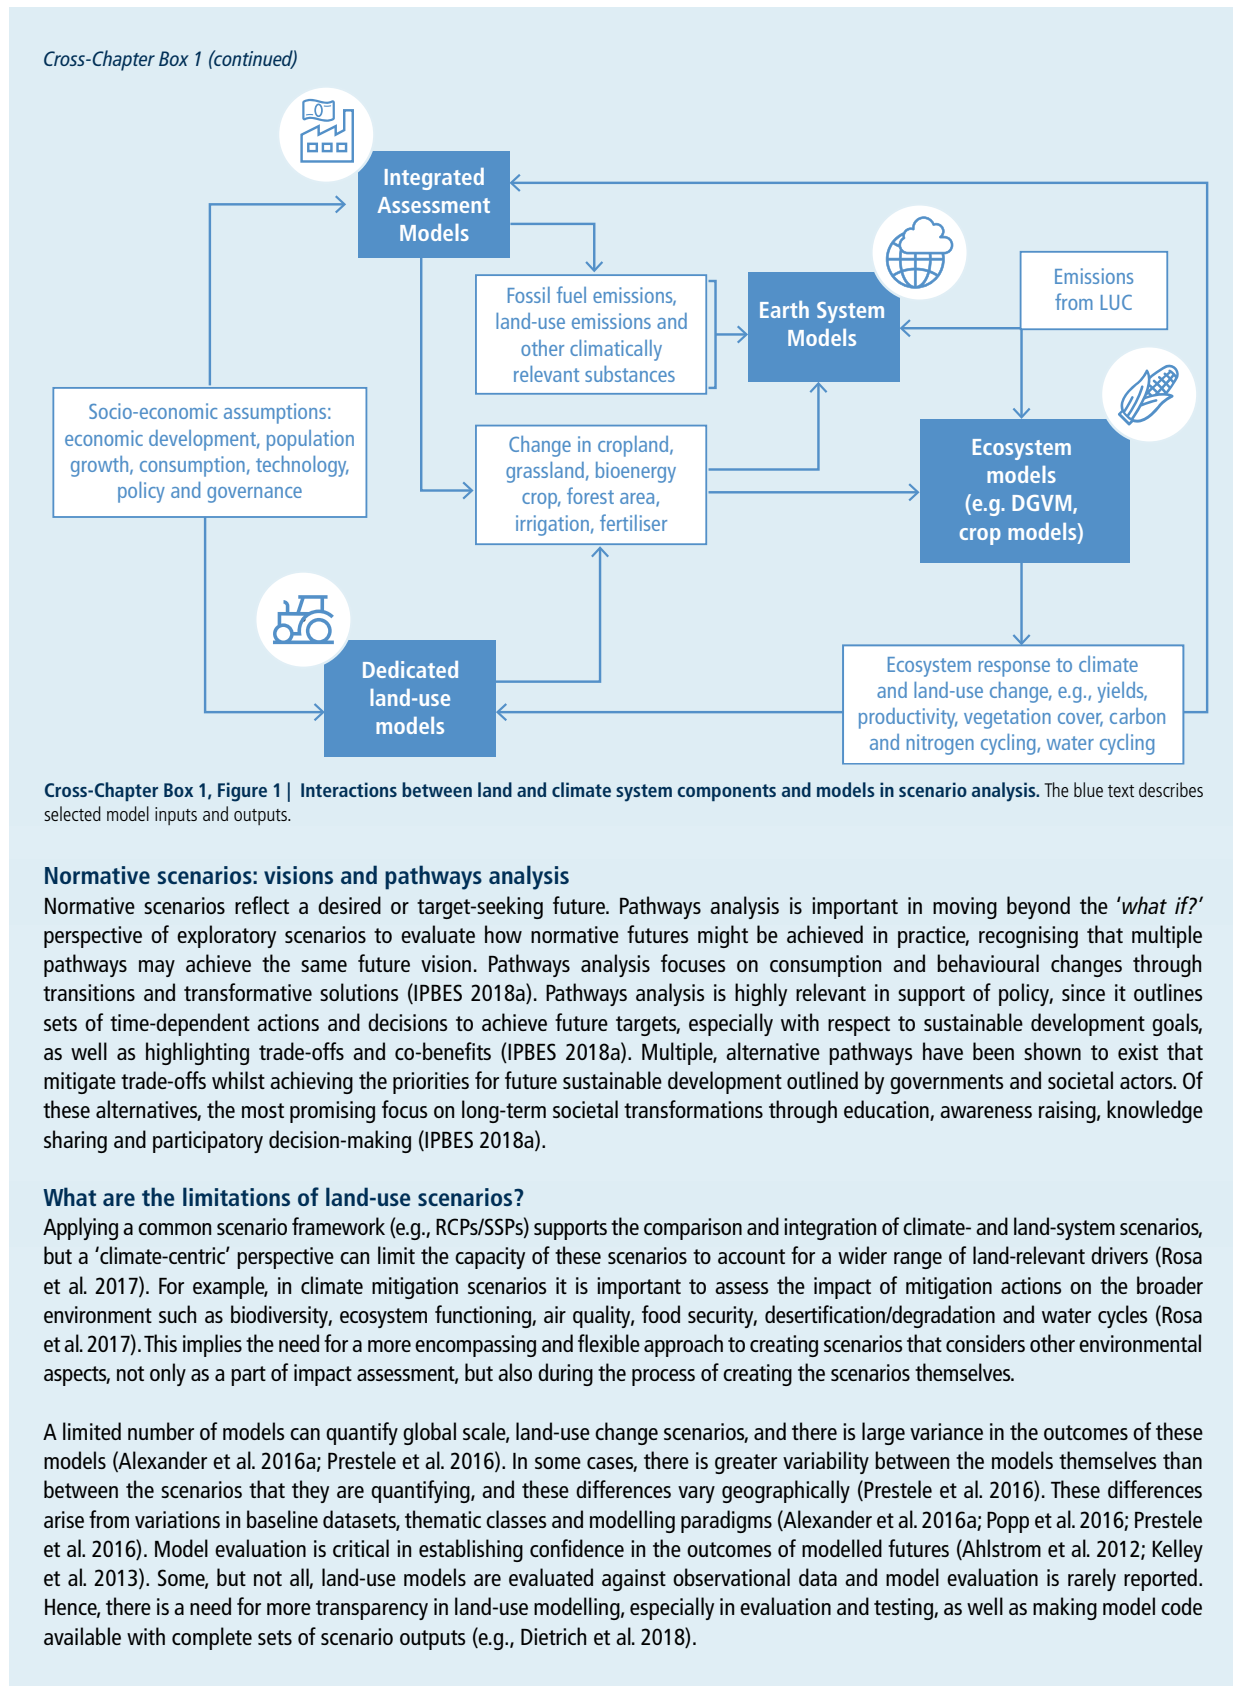 Cross-Chapter Box 1 (continued)
Integrated
Assessment
Models
Fossil fuel emissions,
land-use emissions and
other climatically
relevant substances
Earth System
Models
Emissions
from LUC
Socio-economic assumptions:
economic development, population
growth, consumption, technology,
policy and governance
Change in cropland,
grassland, bioenergy
crop, forest area,
irrigation, fertiliser
Ecosystem
models
(e.g. DGVM,
crop models)
Dedicated
land-use
models
Ecosystem response to climate
and land-use change, e.g., yields,
productivity, vegetation cover, carbon
and nitrogen cycling, water cycling
Cross-Chapter Box 1, Figure 1 | Interactions between land and climate system components and models in scenario analysis. The blue text describes
selected model inputs and outputs.
Normative scenarios: visions and pathways analysis
Normative scenarios reflect a desired or target-seeking future. Pathways analysis is important in moving beyond the ‘what if?’
perspective of exploratory scenarios to evaluate how normative futures might be achieved in practice, recognising that multiple
pathways may achieve the same future vision. Pathways analysis focuses on consumption and behavioural changes through
transitions and transformative solutions (IPBES 2018a). Pathways analysis is highly relevant in support of policy, since it outlines
sets of time-dependent actions and decisions to achieve future targets, especially with respect to sustainable development goals,
as well as highlighting trade-offs and co-benefits (IPBES 2018a). Multiple, alternative pathways have been shown to exist that
mitigate trade-offs whilst achieving the priorities for future sustainable development outlined by governments and societal actors. Of
these alternatives, the most promising focus on long-term societal transformations through education, awareness raising, knowledge
sharing and participatory decision-making (IPBES 2018a).
What are the limitations of land-use scenarios?
Applying a common scenario framework (e.g., RCPs/SSPs) supports the comparison and integration of climate- and land-system scenarios,
but a ‘climate-centric’ perspective can limit the capacity of these scenarios to account for a wider range of land-relevant drivers (Rosa
et al. 2017). For example, in climate mitigation scenarios it is important to assess the impact of mitigation actions on the broader
environment such as biodiversity, ecosystem functioning, air quality, food security, desertification/degradation and water cycles (Rosa
et al. 2017). This implies the need for a more encompassing and flexible approach to creating scenarios that considers other environmental
aspects, not only as a part of impact assessment, but also during the process of creating the scenarios themselves.
A limited number of models can quantify global scale, land-use change scenarios, and there is large variance in the outcomes of these
models (Alexander et al. 2016a; Prestele et al. 2016). In some cases, there is greater variability between the models themselves than
between the scenarios that they are quantifying, and these differences vary geographically (Prestele et al. 2016). These differences
arise from variations in baseline datasets, thematic classes and modelling paradigms (Alexander et al. 2016a; Popp et al. 2016; Prestele
et al. 2016). Model evaluation is critical in establishing confidence in the outcomes of modelled futures (Ahlstrom et al. 2012; Kelley
et al. 2013). Some, but not all, land-use models are evaluated against observational data and model evaluation is rarely reported.
Hence, there is a need for more transparency in land-use modelling, especially in evaluation and testing, as well as making model code
available with complete sets of scenario outputs (e.g., Dietrich et al. 2018).